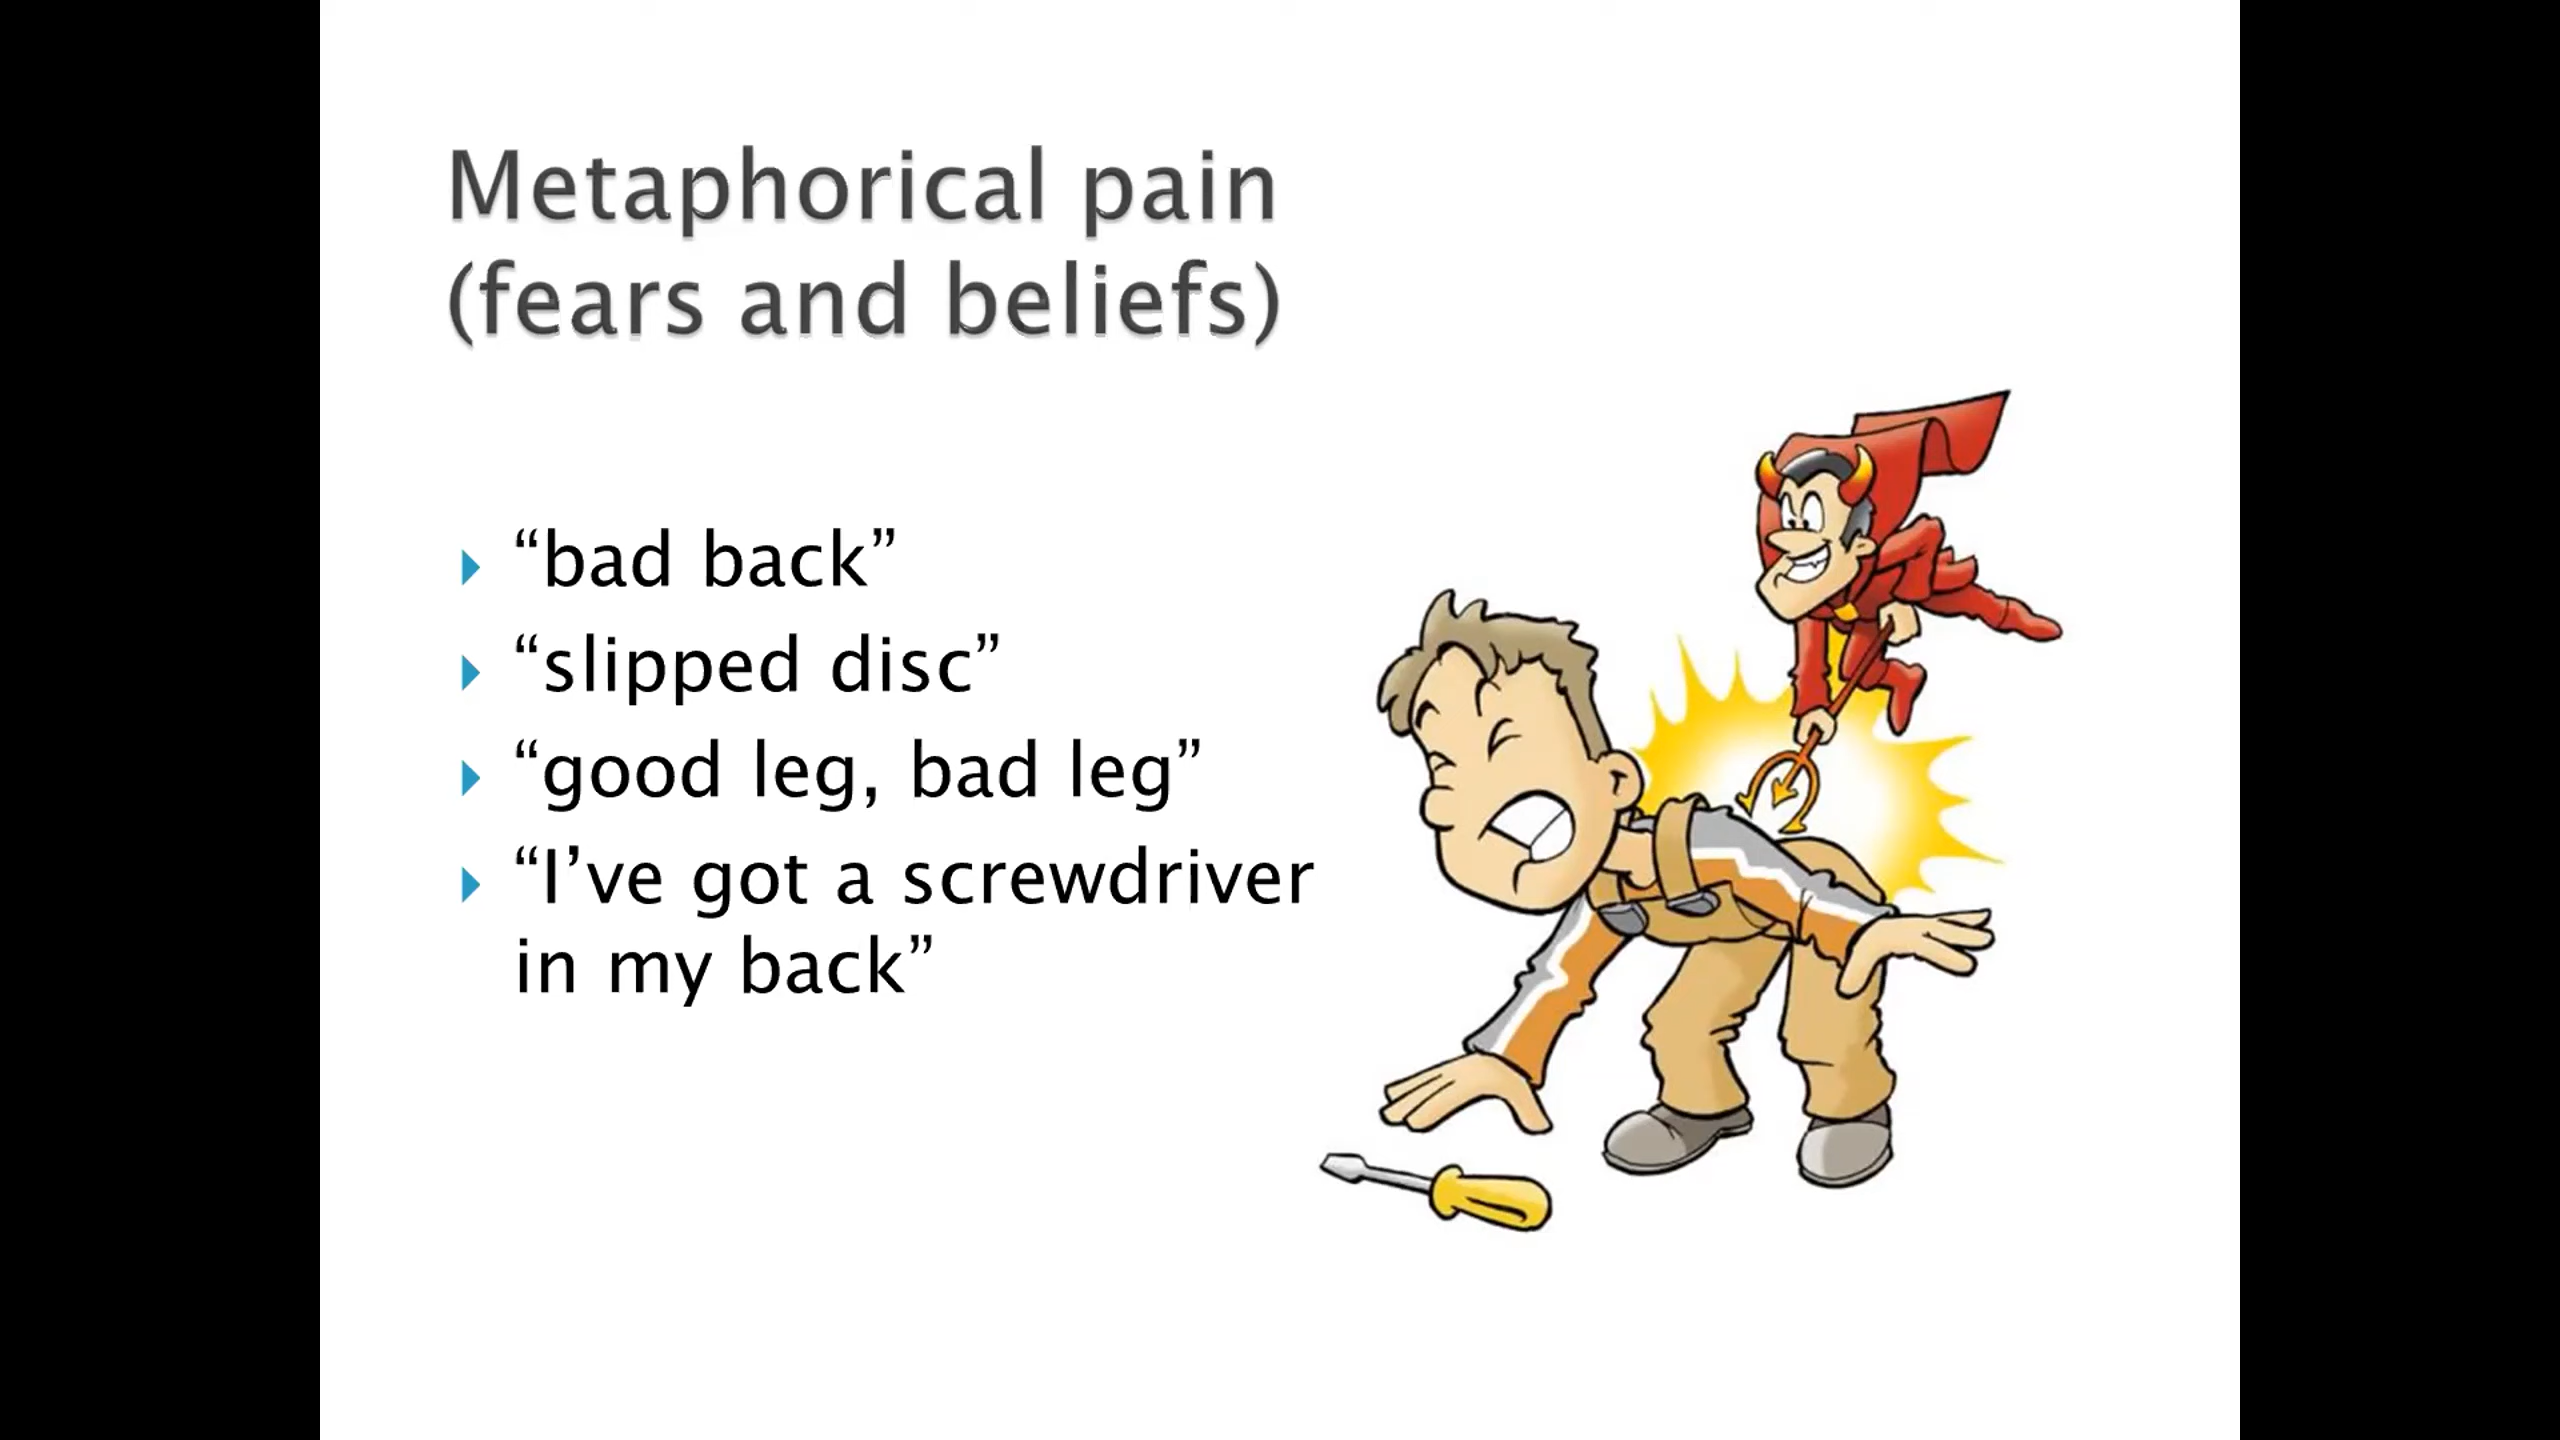 Metaphorical pain
(fears and beliefs)
“bad back”
“slipped disc”
“good leg, bad leg”
“I’ve got a screwdriver
in my back”